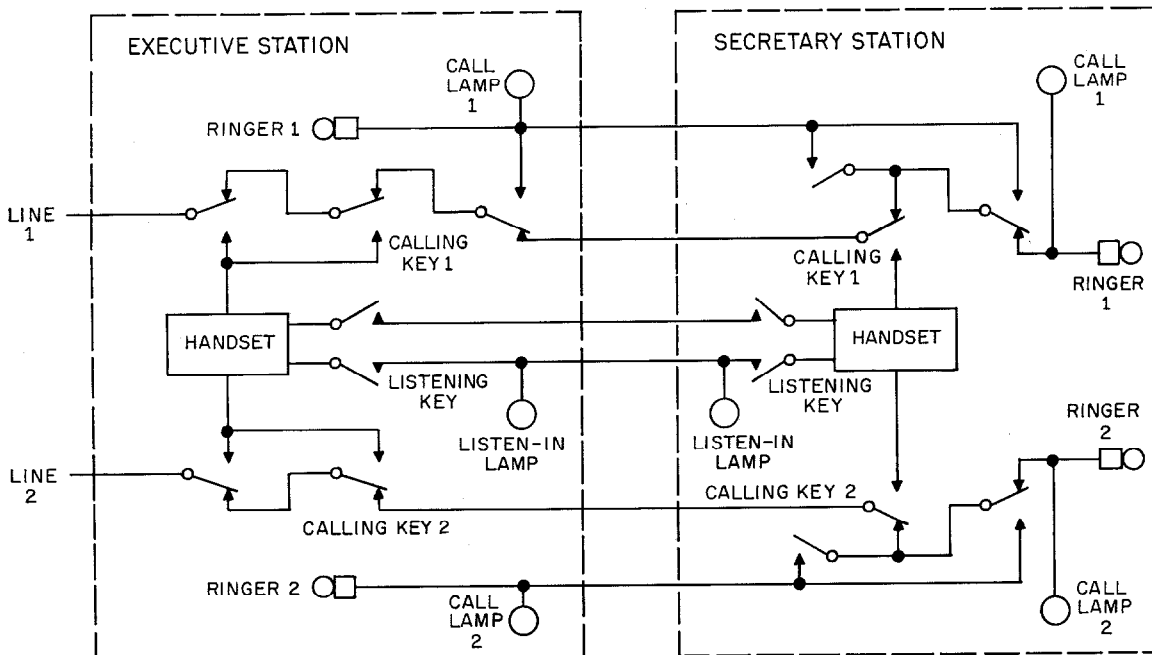 EXECUTIVE STATION
SECRETARY STATION
CALL
LAMP
1
CALL
LAMP
1
RINGER 1
LINE
1
CALLING
KEY 1
CALLING
KEY 1
RINGER
1
HANDSET
HANDSET
LISTENING
KEY
LISTENING
KEY
LISTEN-IN
LAMP
LISTEN-IN
LAMP
RINGER
2
LINE
2
CALLING KEY 2
CALLING KEY 2
RINGER 2
CALL
LAMP
2
CALL
LAMP
2